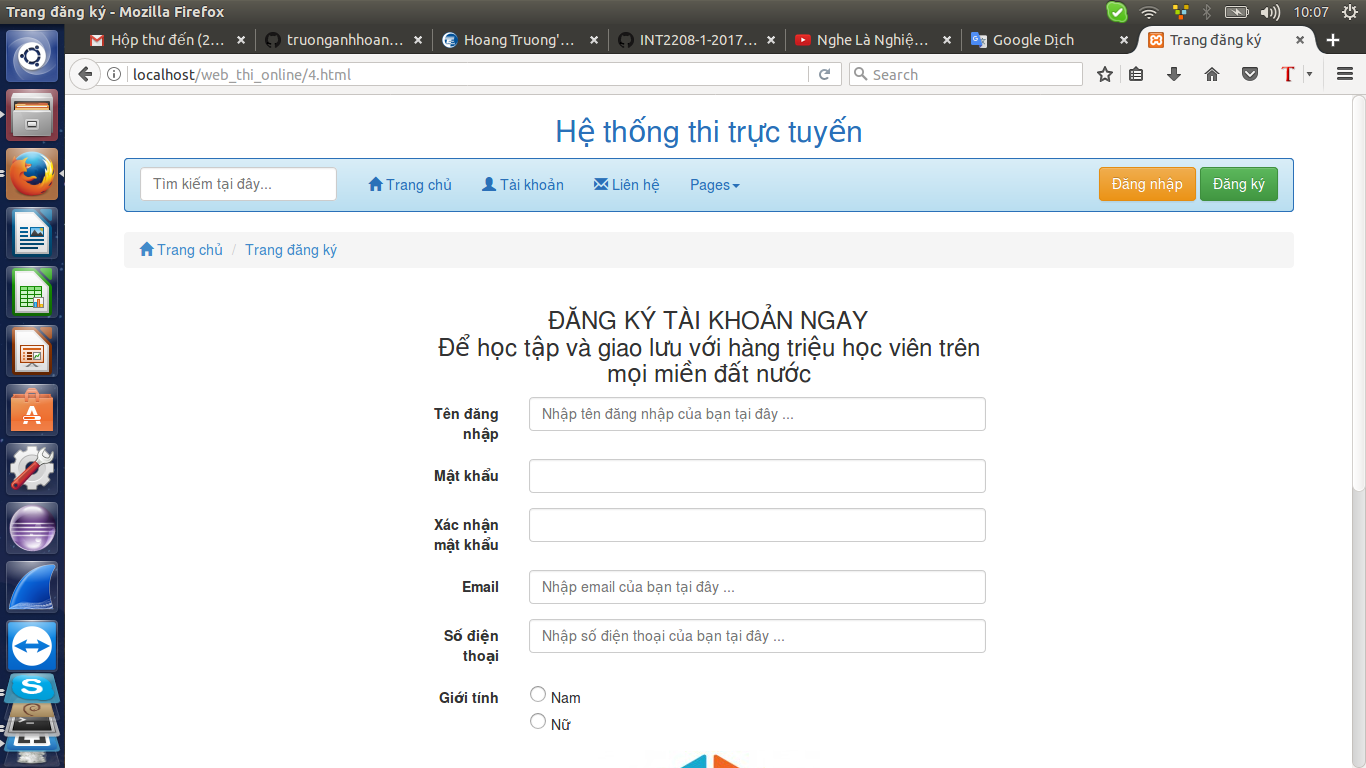 Trang đăng ký - Mozilla Firefox
10:07
Hộp thư đến (2...
truonganhhoan...
Hoang Truong'...
INT2208-1-2017...
Nghe Là Nghiệ...
Google Dịch
Trang đăng ký
localhost/web_thi_online/4.html
Search
Hệ thống thi trực tuyến
Tìm kiếm tại đây...
Trang chủ
Tài khoản
Liên hệ
Pages
Đăng nhập
Đăng ký
Trang chủ / Trang đăng ký
ĐĂNG KÝ TÀI KHOẢN NGAY
Để học tập và giao lưu với hàng triệu học viên trên
mọi miền đất nước
Tên đăng
nhập
Nhập tên đăng nhập của bạn tại đây ...
Mật khẩu
Xác nhận
mật khẩu
Email
Nhập email của bạn tại đây ...
Số điện
thoại
Nhập số điện thoại của bạn tại đây ...
Giới tính
Nam
Nữ